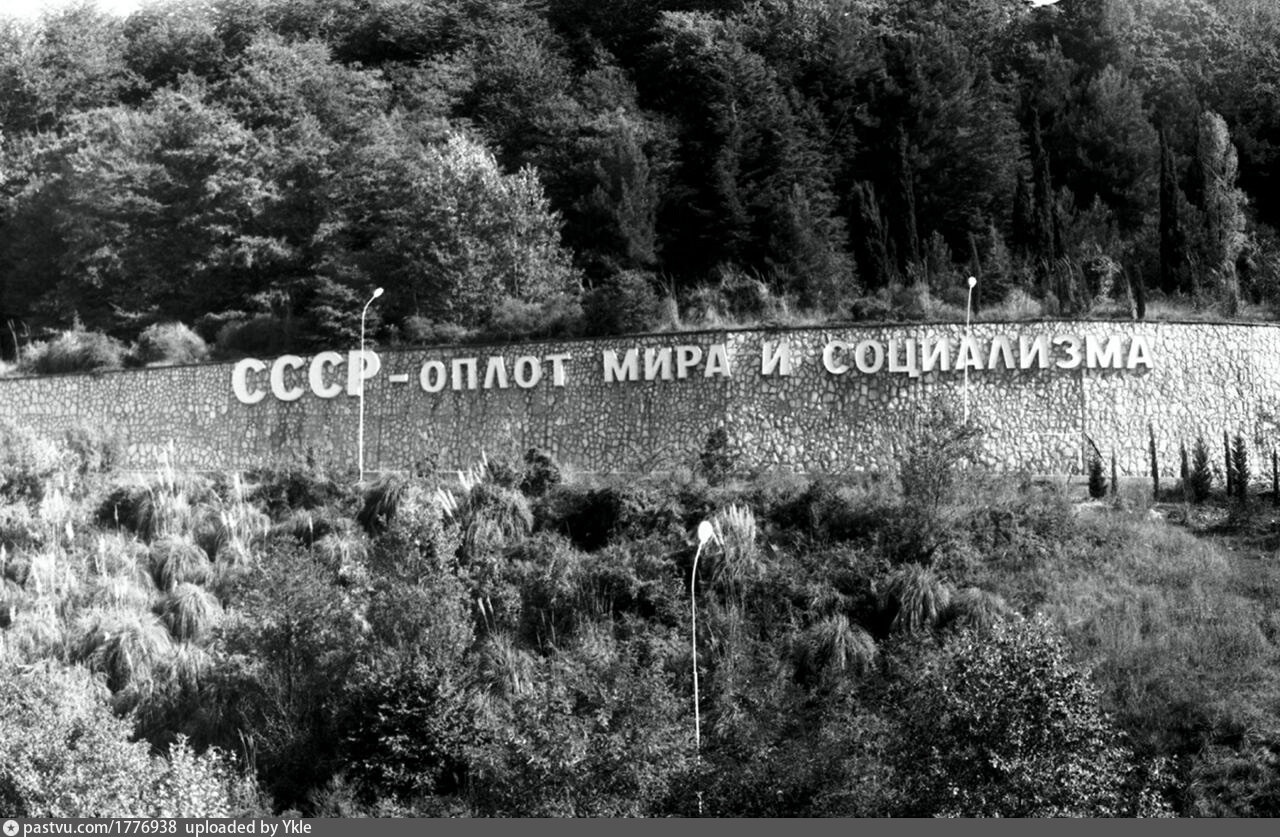 СССР - ОПЛОТ МИРА И СОЦИАЛИЗМА
pastvu.com/1776938 uploaded by Ykle